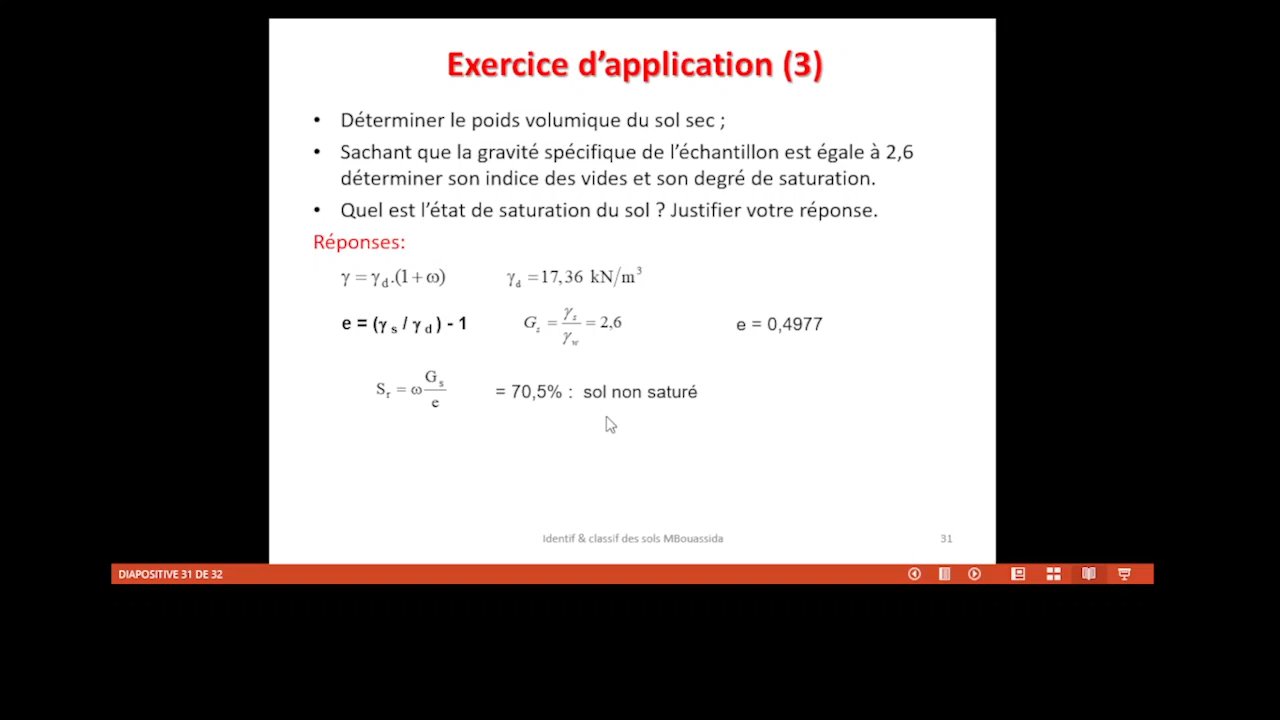 Exercice d'application (3)
• Déterminer le poids volumique du sol sec ;
• Sachant que la gravité spécifique de l'échantillon est égale à 2,6
déterminer son indice des vides et son degré de saturation.
• Quel est l'état de saturation du sol ? Justifier votre réponse.
Réponses:
γ = γd.(1+ω) γd =17,36 kN/m³
e = (γ s / γ d ) - 1 Gs = γs/γw = 2,6 e = 0,4977
Sr = ω Gs/e = 70,5% : sol non saturé
Identif & classif des sols MBouassida 31
DIAPOSITIVE 31 DE 32